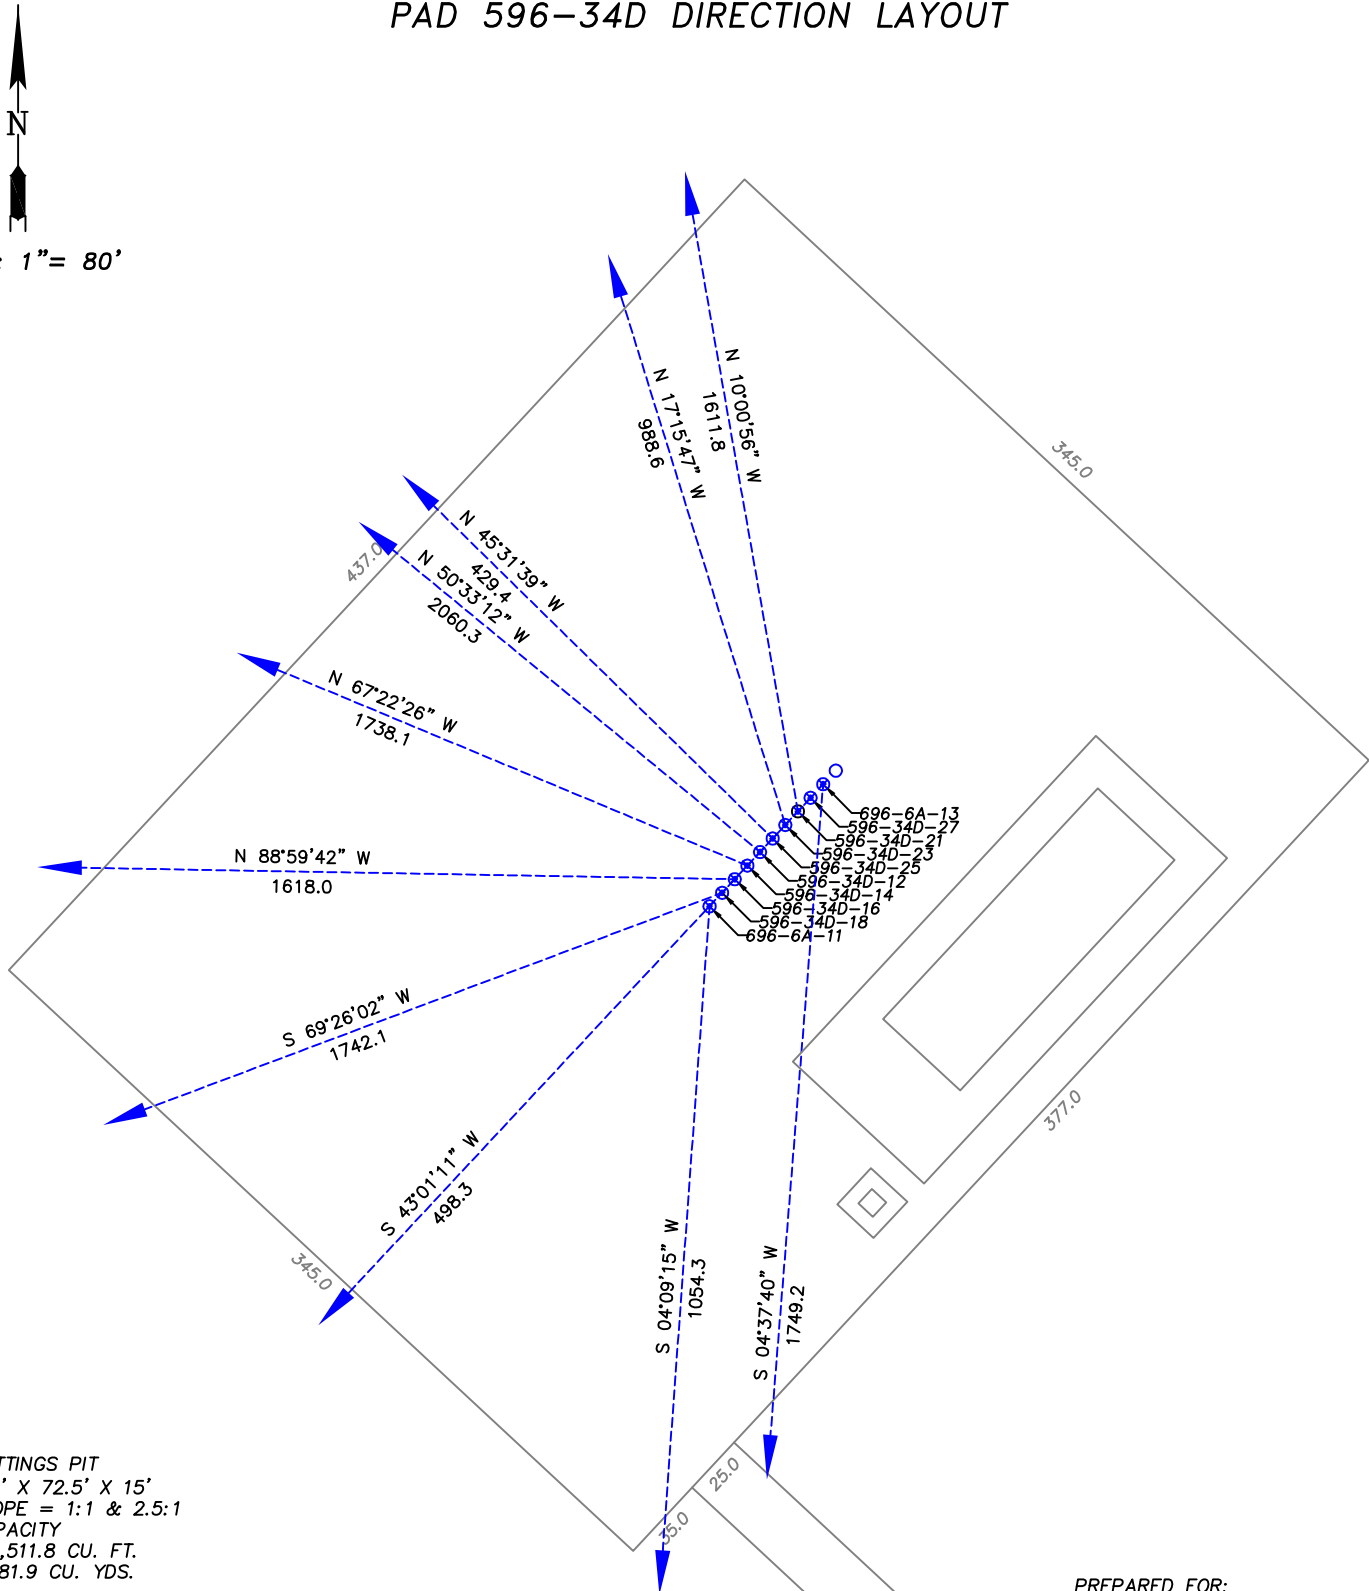 PAD 596-34D DIRECTION LAYOUT
N
: 1"= 80'
N 10°00'56" W
1611.8
N 17°15'47" W
988.6
345.0
N 45°31'39" W
429.4
437.0
N 50°33'12" W
2060.3
N 67°22'26" W
1738.1
696-6A-13
596-34D-27
596-34D-21
596-34D-23
596-34D-25
596-34D-12
596-34D-14
596-34D-16
596-34D-18
696-6A-11
N 88°59'42" W
1618.0
S 69°26'02" W
1742.1
377.0
S 43°01'11" W
498.3
345.0
S 04°09'15" W
1054.3
S 04°37'40" W
1749.2
25.0
35.0
TTINGS PIT
' X 72.5' X 15'
OPE = 1:1 & 2.5:1
PACITY
,511.8 CU. FT.
81.9 CU. YDS.
PREPARED FOR: